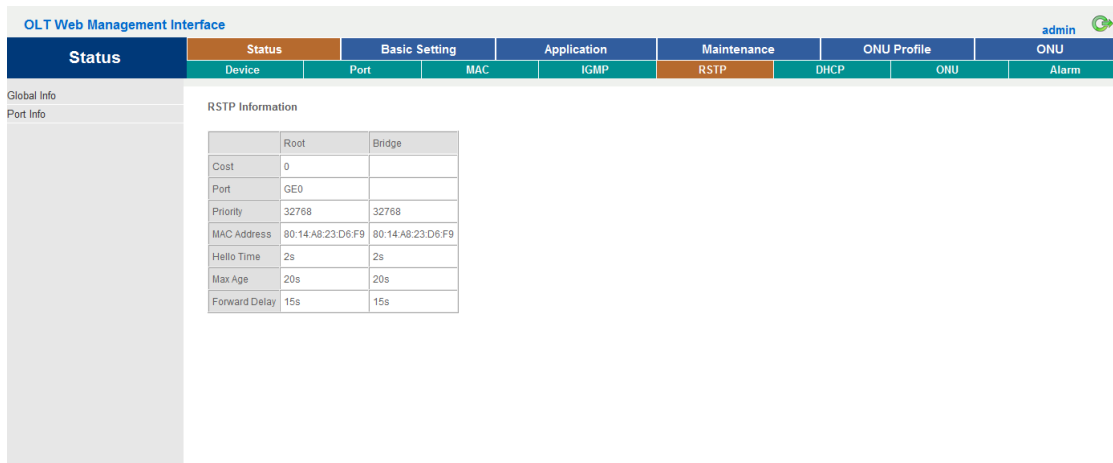 OLT Web Management Interface
admin
Status
Status Basic Setting Application Maintenance ONU Profile ONU
Device Port MAC IGMP RSTP DHCP ONU Alarm
Global Info
Port Info
RSTP Information
Root Bridge
Cost 0
Port GE0
Priority 32768 32768
MAC Address 80:14:A8:23:D6:F9 80:14:A8:23:D6:F9
Hello Time 2s 2s
Max Age 20s 20s
Forward Delay 15s 15s